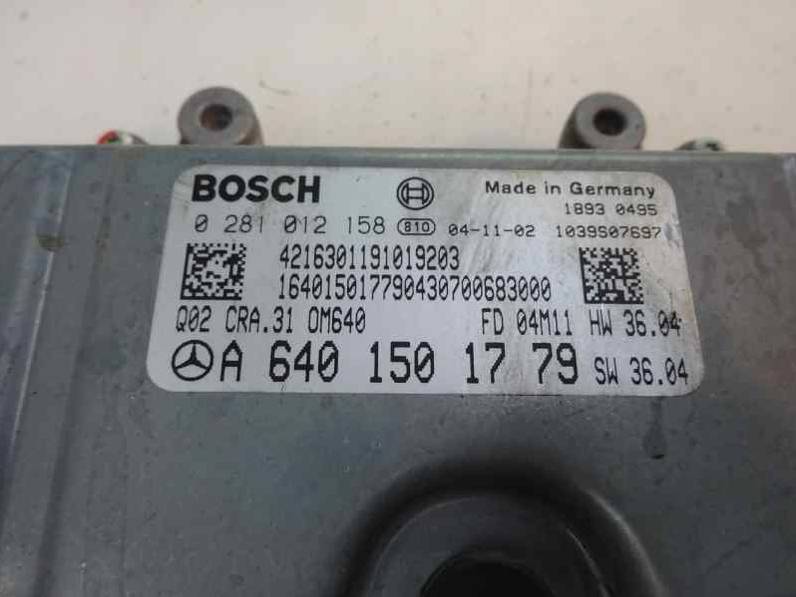 BOSCH Made in Germany
1893 0495
0 281 012 158 810 04-11-02 1039S07697
4216301191019203
164015017790430700683000
Q02 CRA.31 OM640 FD 04M11 HW 36.04
A 640 150 17 79 SW 36.04